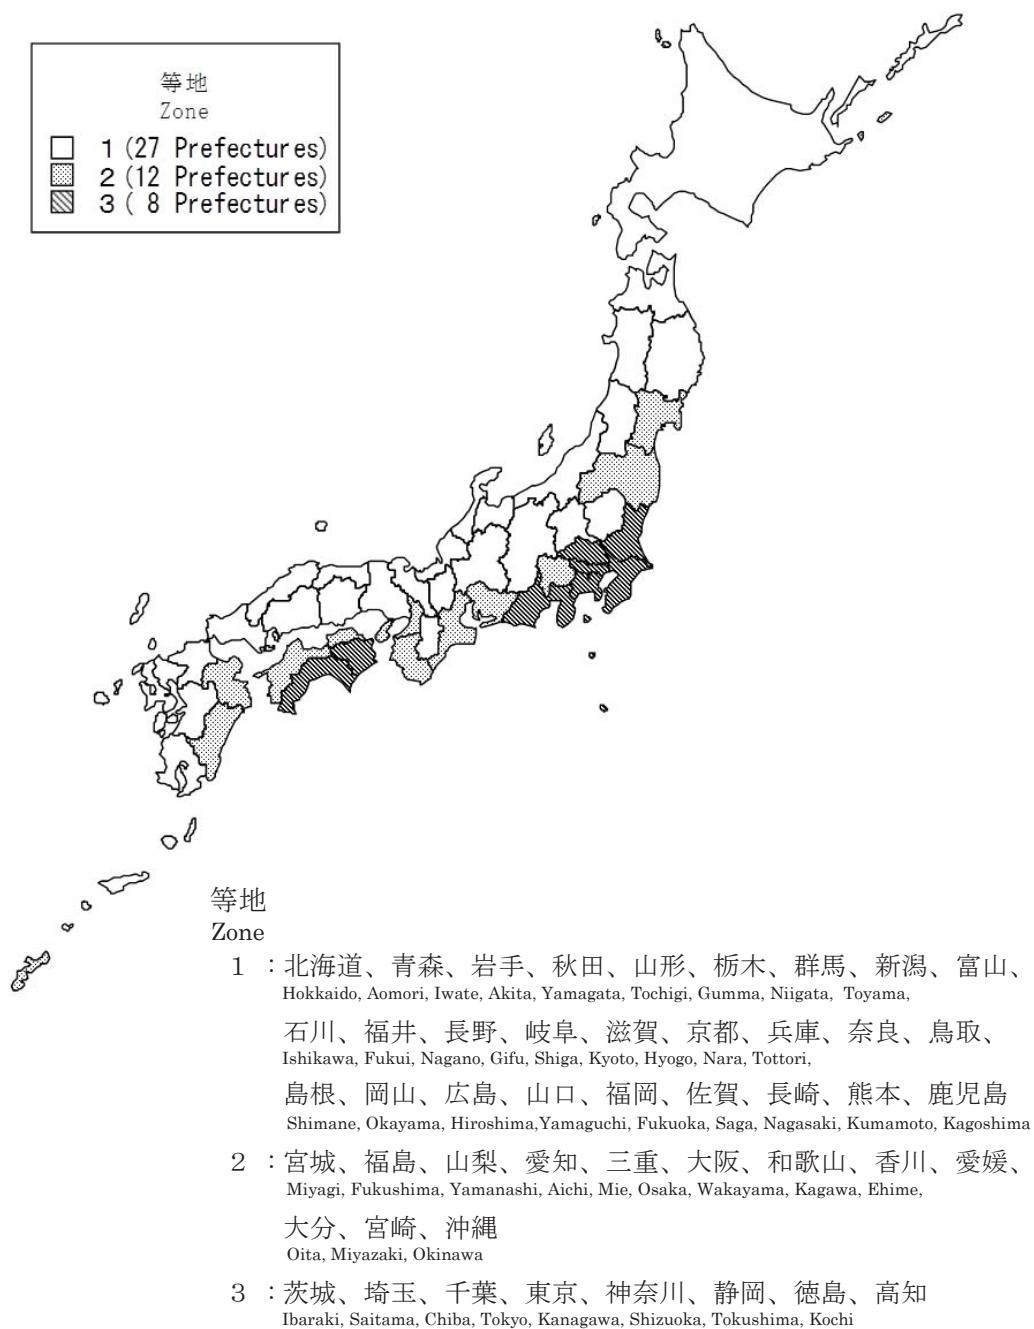 等地
Zone
1 (27 Prefectures)
2 (12 Prefectures)
3 ( 8 Prefectures)
等地
Zone
1 :北海道、青森、岩手、秋田、山形、栃木、群馬、新潟、富山、
Hokkaido, Aomori, Iwate, Akita, Yamagata, Tochigi, Gumma, Niigata, Toyama,
石川、福井、長野、岐阜、滋賀、京都、兵庫、奈良、鳥取、
Ishikawa, Fukui, Nagano, Gifu, Shiga, Kyoto, Hyogo, Nara, Tottori,
島根、岡山、広島、山口、福岡、佐賀、長崎、熊本、鹿児島
Shimane, Okayama, Hiroshima,Yamaguchi, Fukuoka, Saga, Nagasaki, Kumamoto, Kagoshima
2 :宮城、福島、山梨、愛知、三重、大阪、和歌山、香川、愛媛、
Miyagi, Fukushima, Yamanashi, Aichi, Mie, Osaka, Wakayama, Kagawa, Ehime,
大分、宮崎、沖縄
Oita, Miyazaki, Okinawa
3 :茨城、埼玉、千葉、東京、神奈川、静岡、徳島、高知
Ibaraki, Saitama, Chiba, Tokyo, Kanagawa, Shizuoka, Tokushima, Kochi